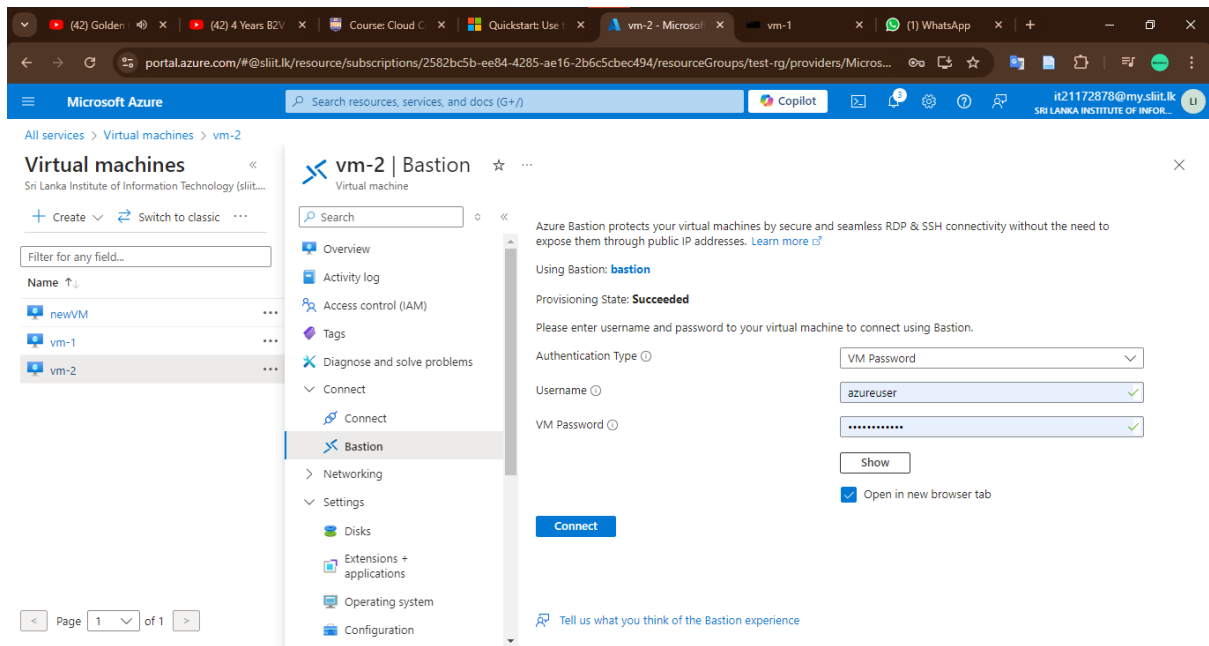 (42) Golden
(42) 4 Years B2V
Course: Cloud C
Quickstart: Use t
vm-2 - Microsof
vm-1
(1) WhatsApp
portal.azure.com/#@sliit.lk/resource/subscriptions/2582bc5b-ee84-4285-ae16-2b6c5cbec494/resourceGroups/test-rg/providers/Micros...
Microsoft Azure
Search resources, services, and docs (G+/)
Copilot
3
it21172878@my.sliit.lk
SRI LANKA INSTITUTE OF INFOR...
LI
All services > Virtual machines > vm-2
Virtual machines
Sri Lanka Institute of Information Technology (sliit....
Create
Switch to classic
Filter for any field...
Name
newVM
vm-1
vm-2
Page 1 of 1
vm-2 | Bastion
Virtual machine
Search
Overview
Activity log
Access control (IAM)
Tags
Diagnose and solve problems
Connect
Connect
Bastion
Networking
Settings
Disks
Extensions +
applications
Operating system
Configuration
Azure Bastion protects your virtual machines by secure and seamless RDP & SSH connectivity without the need to
expose them through public IP addresses. Learn more
Using Bastion: bastion
Provisioning State: Succeeded
Please enter username and password to your virtual machine to connect using Bastion.
Authentication Type
VM Password
Username
azureuser
VM Password
••••••••••••
Show
Open in new browser tab
Connect
Tell us what you think of the Bastion experience